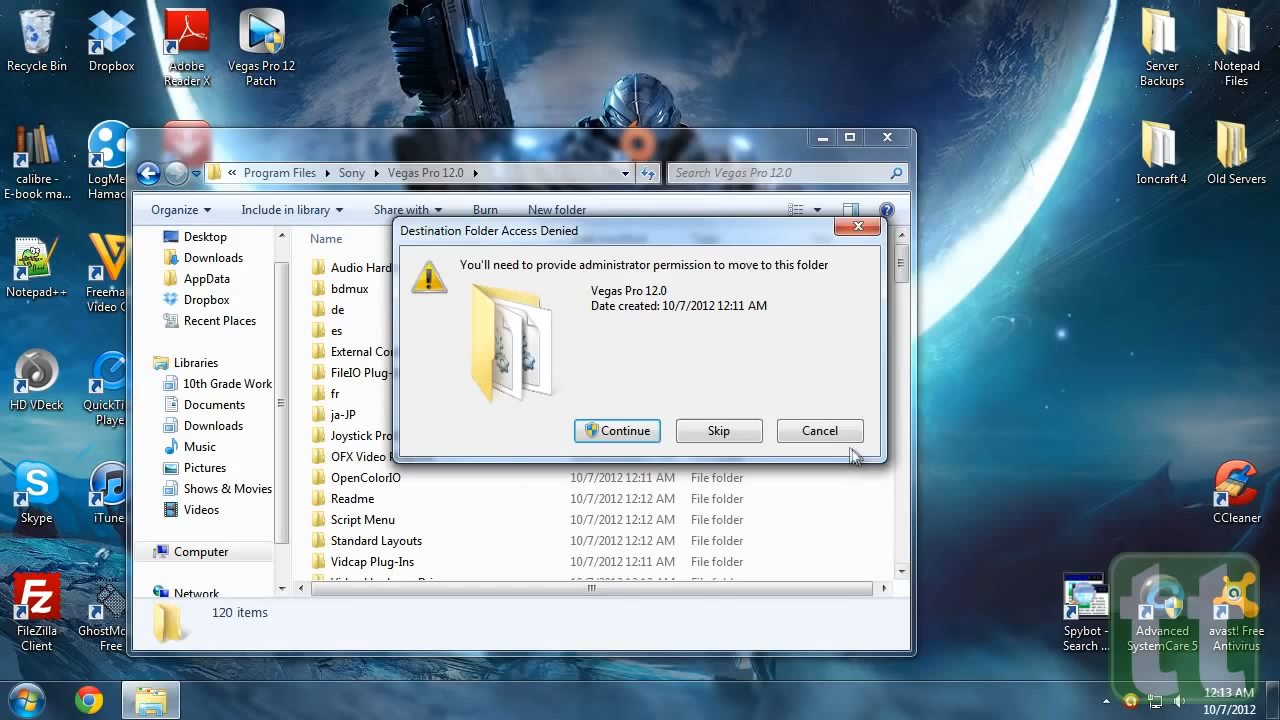 Recycle Bin
Dropbox
Adobe
Reader X
Vegas Pro 12
Patch
Server
Backups
Notepad
Files
calibre -
E-book ma...
LogMe
Hamac
Ioncraft 4
Old Servers
Notepad++
Freema
Video C
HD VDeck
QuickTi
Player
Skype
iTune
CCleaner
FileZilla
Client
GhostMo
Free
Spybot -
Search ...
Advanced
SystemCare 5
avast! Free
Antivirus
« Program Files Sony Vegas Pro 12.0
Search Vegas Pro 12.0
Organize Include in library Share with Burn New folder
Desktop
Downloads
AppData
Dropbox
Recent Places
Libraries
10th Grade Work
Documents
Downloads
Music
Pictures
Shows & Movies
Videos
Computer
Network
Name
Audio Hard
bdmux
de
es
External Con
FileIO Plug-
fr
ja-JP
Joystick Pro
OFX Video P
OpenColorIO 10/7/2012 12:11 AM File folder
Readme 10/7/2012 12:12 AM File folder
Script Menu 10/7/2012 12:12 AM File folder
Standard Layouts 10/7/2012 12:12 AM File folder
Vidcap Plug-Ins 10/7/2012 12:11 AM File folder
120 items
Destination Folder Access Denied
You'll need to provide administrator permission to move to this folder
Vegas Pro 12.0
Date created: 10/7/2012 12:11 AM
Continue Skip Cancel
tt
12:13 AM
10/7/2012